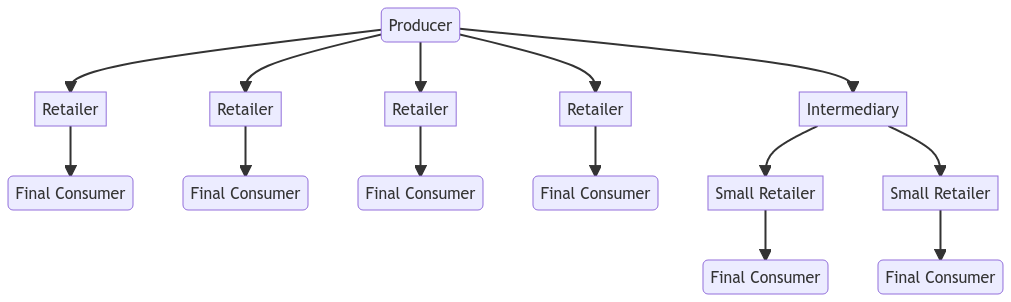 Producer
Retailer
Retailer
Retailer
Retailer
Intermediary
Final Consumer
Final Consumer
Final Consumer
Final Consumer
Small Retailer
Small Retailer
Final Consumer
Final Consumer